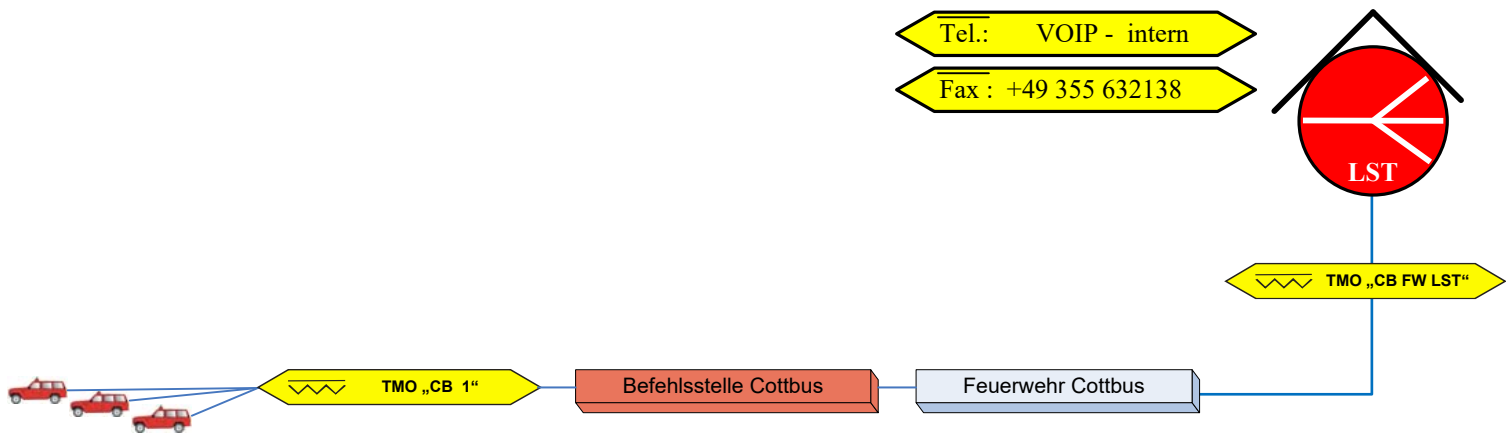 Tel.: VOIP - intern
Fax : +49 355 632138
LST
TMO „CB FW LST“
TMO „CB 1“
Befehlsstelle Cottbus
Feuerwehr Cottbus